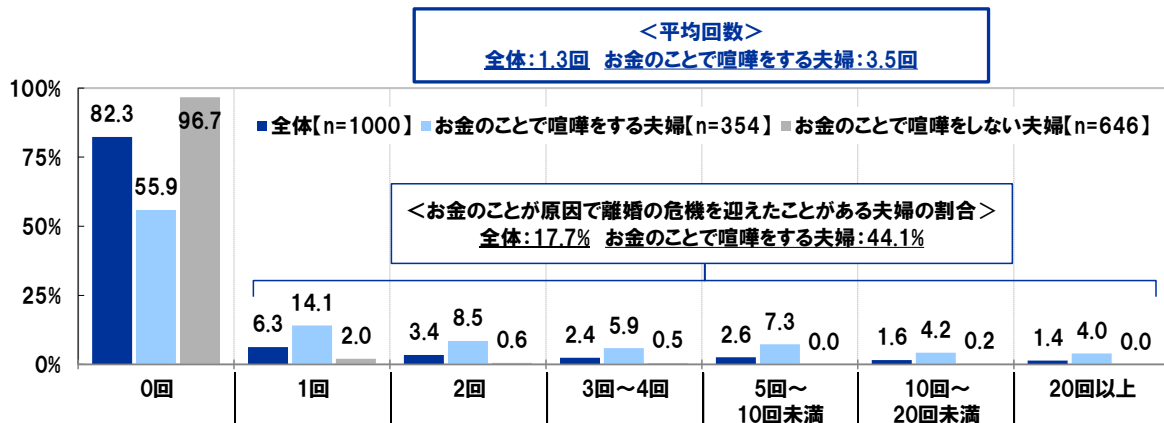 ＜平均回数＞
全体：1.3回 お金のことで喧嘩をする夫婦：3.5回
100%
75%
50%
25%
0%
■全体【n=1000】 ■お金のことで喧嘩をする夫婦【n=354】 ■お金のことで喧嘩をしない夫婦【n=646】
＜お金のことが原因で離婚の危機を迎えたことがある夫婦の割合＞
全体：17.7% お金のことで喧嘩をする夫婦：44.1%
82.3 55.9 96.7
6.3 14.1 2.0
3.4 8.5 0.6
2.4 5.9 0.5
2.6 7.3 0.0
1.6 4.2 0.2
1.4 4.0 0.0
0回
1回
2回
3回～4回
5回～
10回未満
10回～
20回未満
20回以上